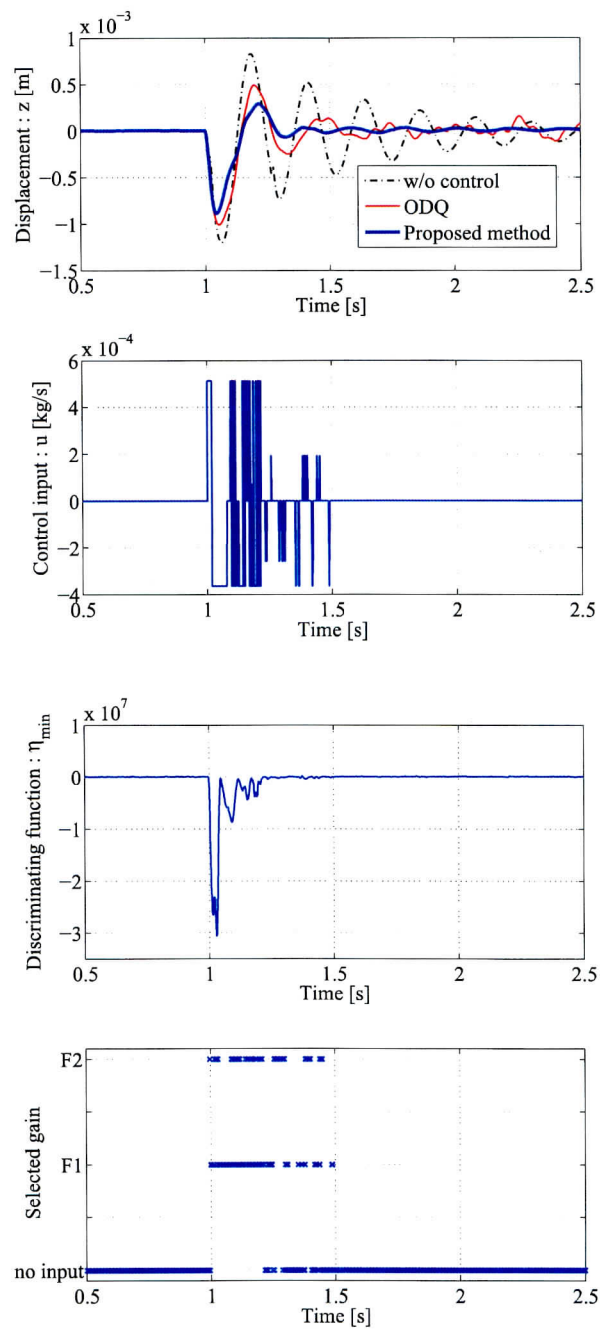 x 10⁻³
1
0.5
0
−0.5
−1
−1.5
Displacement : z [m]
w/o control
ODQ
Proposed method
0.5 1 1.5 2 2.5
Time [s]
x 10⁻⁴
6
4
2
0
−2
−4
Control input : u [kg/s]
0.5 1 1.5 2 2.5
Time [s]
x 10⁷
1
0
−1
−2
−3
Discriminating function : η_min
0.5 1 1.5 2 2.5
Time [s]
F2
F1
no input
Selected gain
0.5 1 1.5 2 2.5
Time [s]